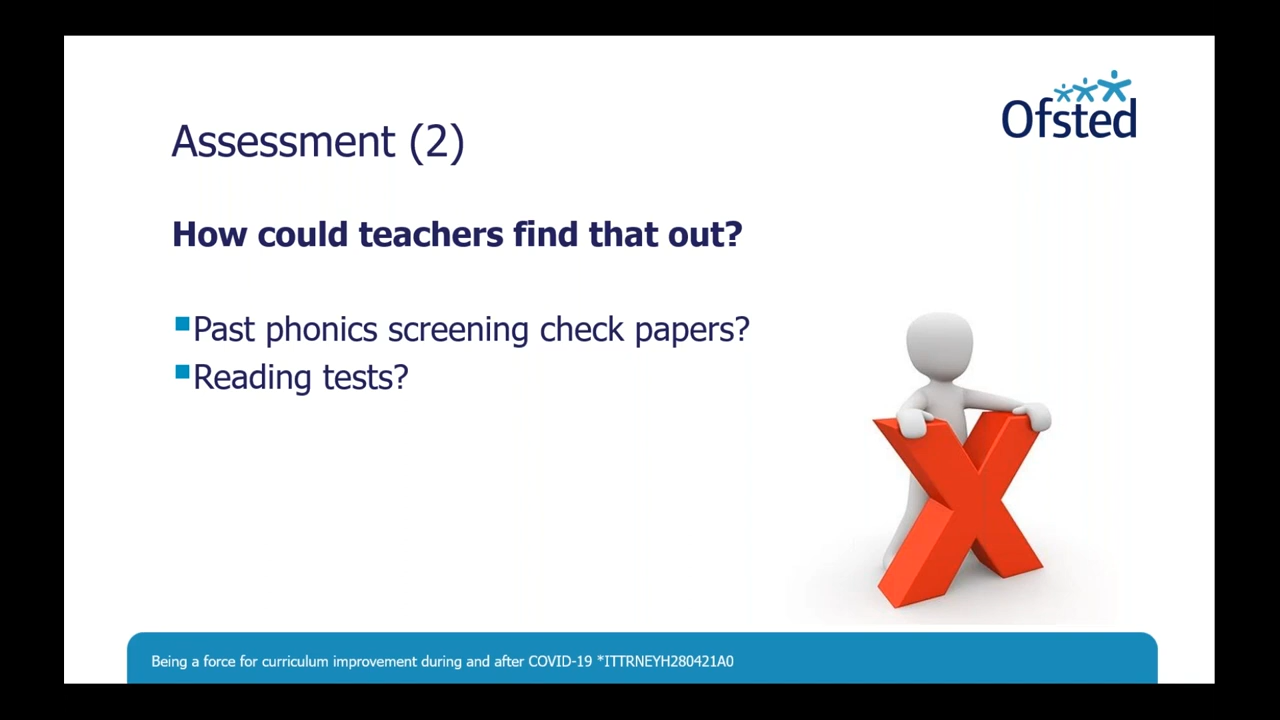 Ofsted
Assessment (2)
How could teachers find that out?
Past phonics screening check papers?
Reading tests?
Being a force for curriculum improvement during and after COVID-19 *ITTRNEYH280421A0